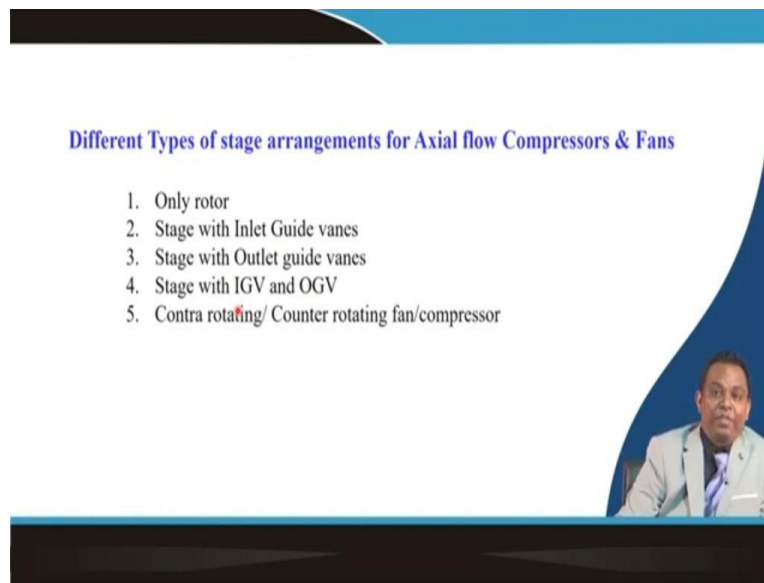 Different Types of stage arrangements for Axial flow Compressors & Fans
1. Only rotor
2. Stage with Inlet Guide vanes
3. Stage with Outlet guide vanes
4. Stage with IGV and OGV
5. Contra rotating/ Counter rotating fan/compressor